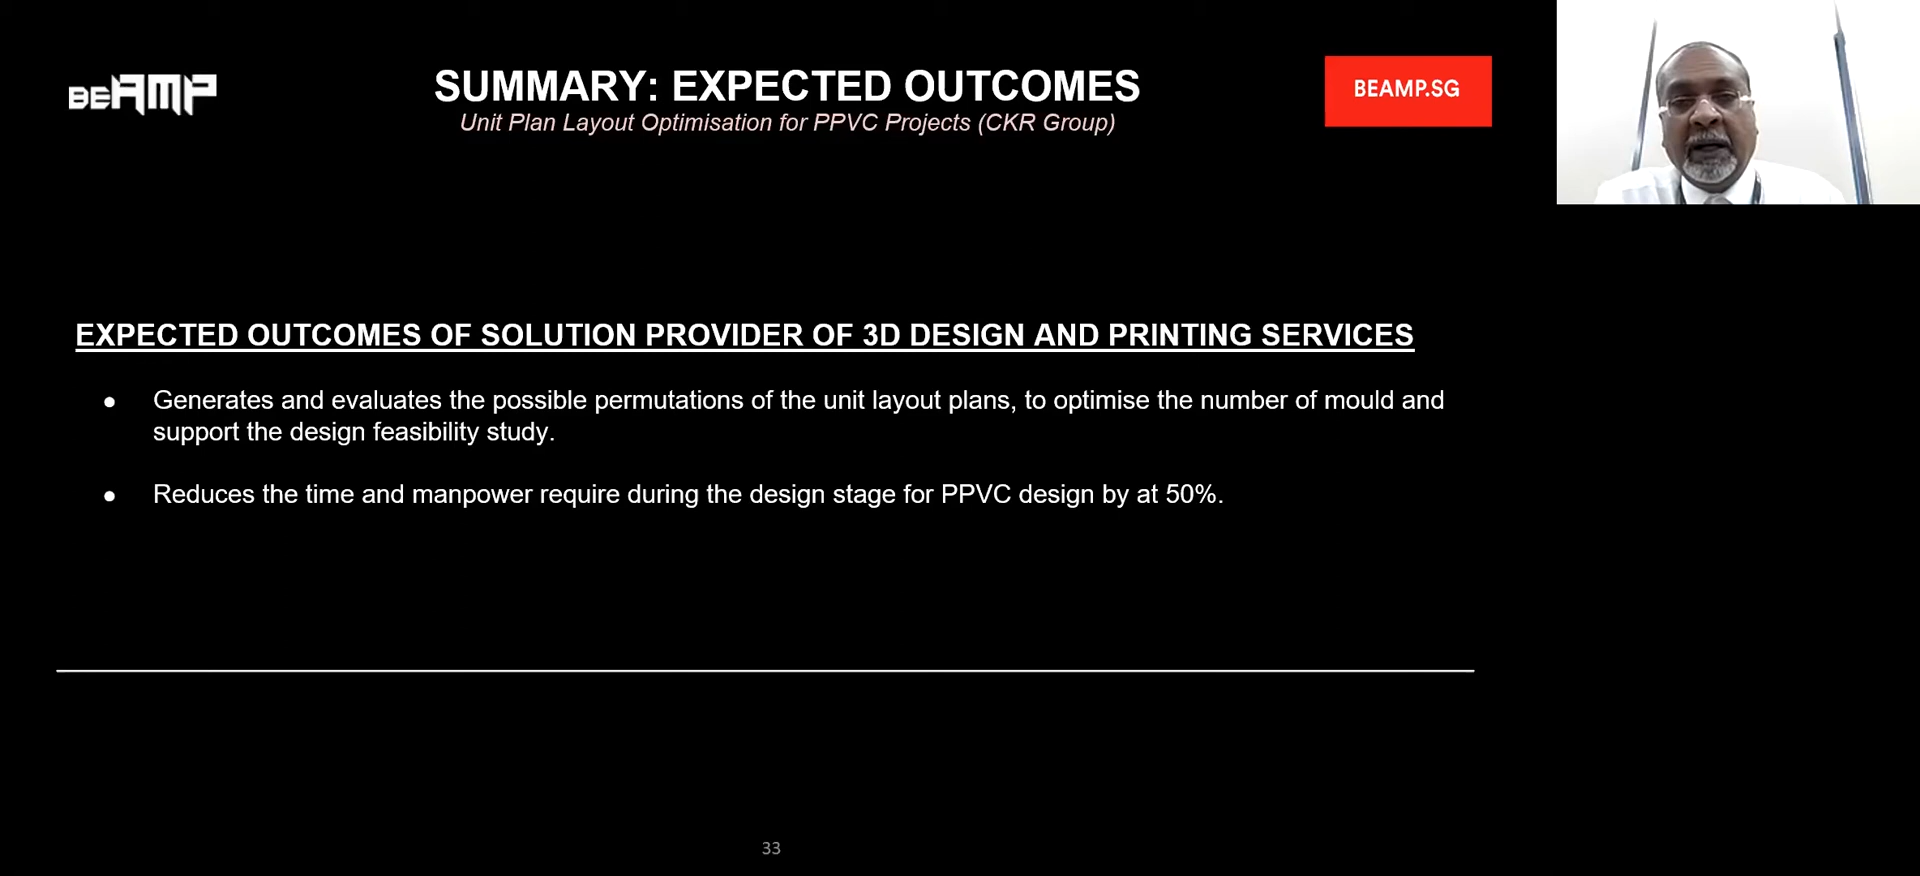 BEAMP
SUMMARY: EXPECTED OUTCOMES
Unit Plan Layout Optimisation for PPVC Projects (CKR Group)
BEAMP.SG
EXPECTED OUTCOMES OF SOLUTION PROVIDER OF 3D DESIGN AND PRINTING SERVICES
● Generates and evaluates the possible permutations of the unit layout plans, to optimise the number of mould and
support the design feasibility study.
● Reduces the time and manpower require during the design stage for PPVC design by at 50%.
33